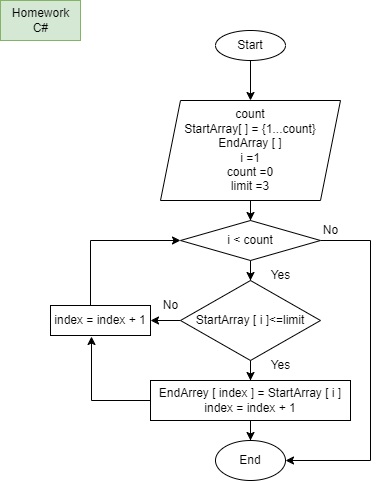 Homework
C#
Start
count
StartArray[ ] = {1...count}
EndArray [ ]
i =1
count =0
limit =3
i < count
No
Yes
No
StartArray [ i ]<=limit
index = index + 1
Yes
EndArrey [ index ] = StartArray [ i ]
index = index + 1
End